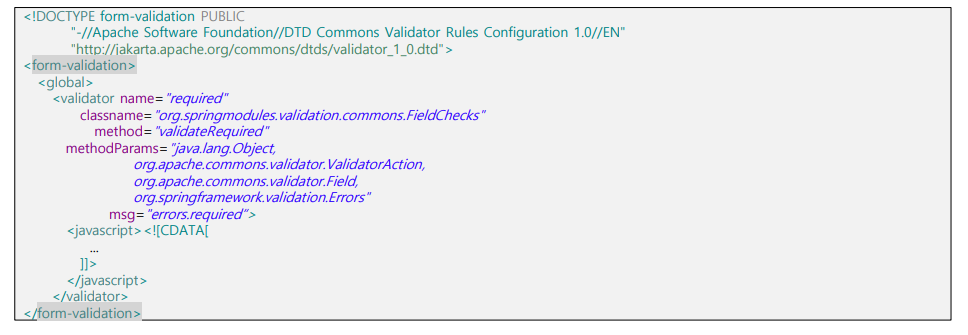 <!DOCTYPE form-validation PUBLIC
"-//Apache Software Foundation//DTD Commons Validator Rules Configuration 1.0//EN"
"http://jakarta.apache.org/commons/dtds/validator_1_0.dtd">
<form-validation>
<global>
<validator name="required"
classname="org.springmodules.validation.commons.FieldChecks"
method="validateRequired"
methodParams="java.lang.Object,
org.apache.commons.validator.ValidatorAction,
org.apache.commons.validator.Field,
org.springframework.validation.Errors"
msg="errors.required">
<javascript><![CDATA[
...
]]>
</javascript>
</validator>
</form-validation>